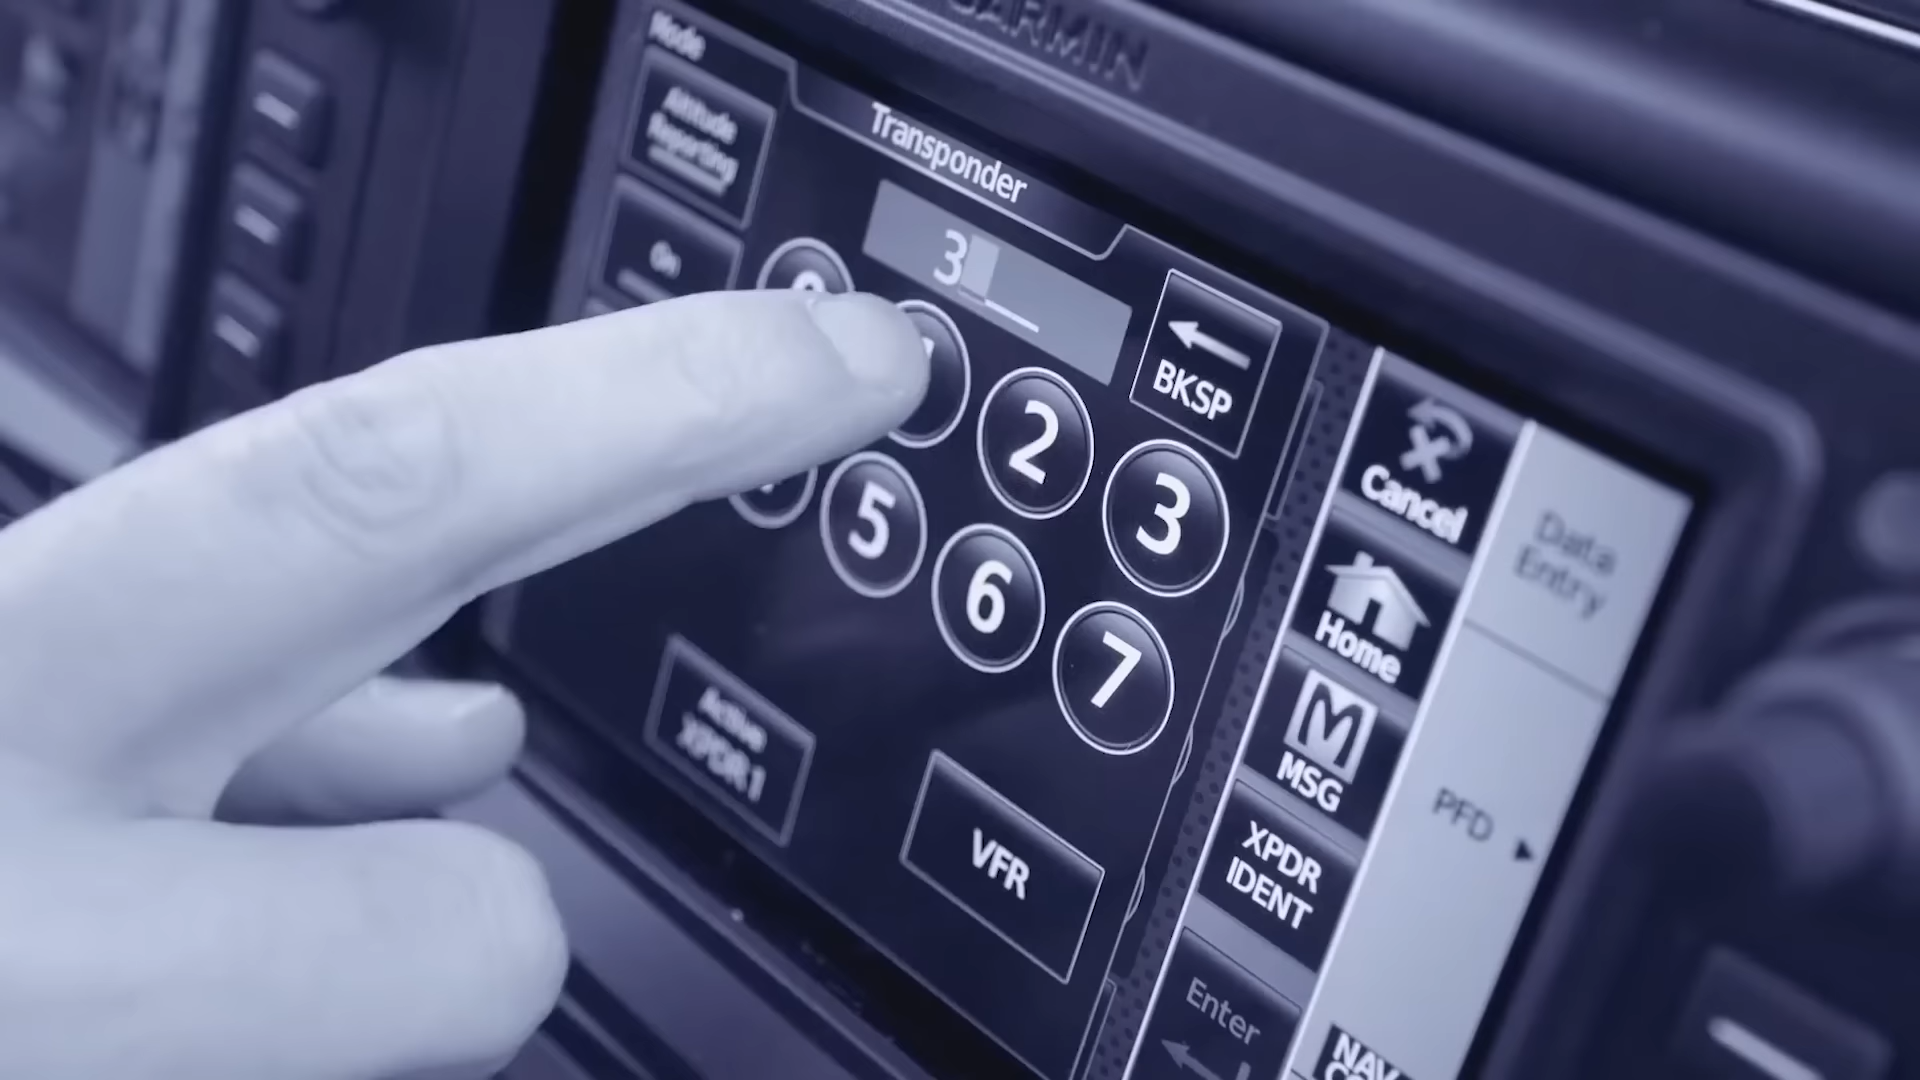 GARMIN
Mode
Altitude
Reporting
On
Transponder
3
BKSP
2
3
5
6
7
Active
XPDR1
VFR
Cancel
Home
MSG
XPDR
IDENT
Enter
Data
Entry
PFD
NAV